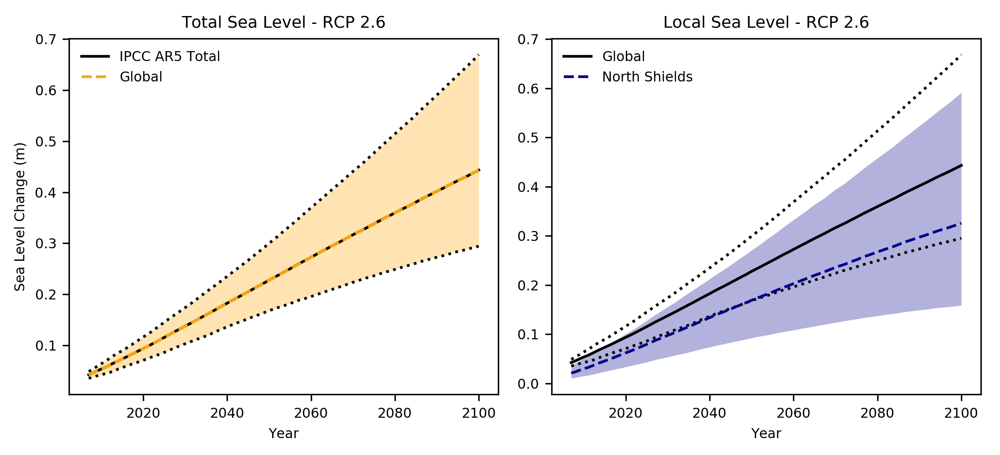 Total Sea Level - RCP 2.6
IPCC AR5 Total
Global
Sea Level Change (m)
0.7
0.6
0.5
0.4
0.3
0.2
0.1
2020 2040 2060 2080 2100
Year
Local Sea Level - RCP 2.6
Global
North Shields
0.7
0.6
0.5
0.4
0.3
0.2
0.1
0.0
2020 2040 2060 2080 2100
Year